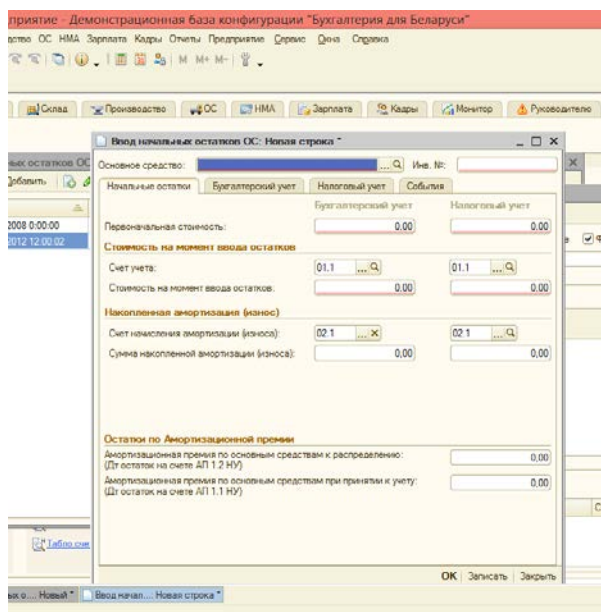 приятие - Демонстрационная база конфигурации "Бухгалтерия для Беларуси"
ОС НМА Зарплата Кадры Отчеты Предприятие Сервис Окна Справка
M M+ M-
Склад Производство ОС НМА Зарплата Кадры Монитор Руководителю
Ввод начальных остатков ОС: Новая строка *
ных остатков ОС
Основное средство: ... Инв. №:
Добавить
Начальные остатки Бухгалтерский учет Налоговый учет События
Бухгалтерский учет Налоговый учет
2008 0:00:00
Первоначальная стоимость: 0.00 0.00
2012 12:00:02
Стоимость на момент ввода остатков
Счет учета: 01.1 ... 01.1 ...
Стоимость на момент ввода остатков: 0.00 0.00
Накопленная амортизация (износ)
Счет начисления амортизации (износа): 02.1 ... 02.1 ...
Сумма накопленной амортизации (износа): 0,00 0,00
Остатки по Амортизационной премии
Амортизационная премия по основным средствам к распределению: 0,00
(Дт остаток на счете АП 1.2 НУ)
Амортизационная премия по основным средствам при принятии к учету: 0,00
(Дт остаток на счете АП 1.1 НУ)
Табло сче
OK Записать Закрыть
ых о... Новый * Ввод начал.... Новая строка *